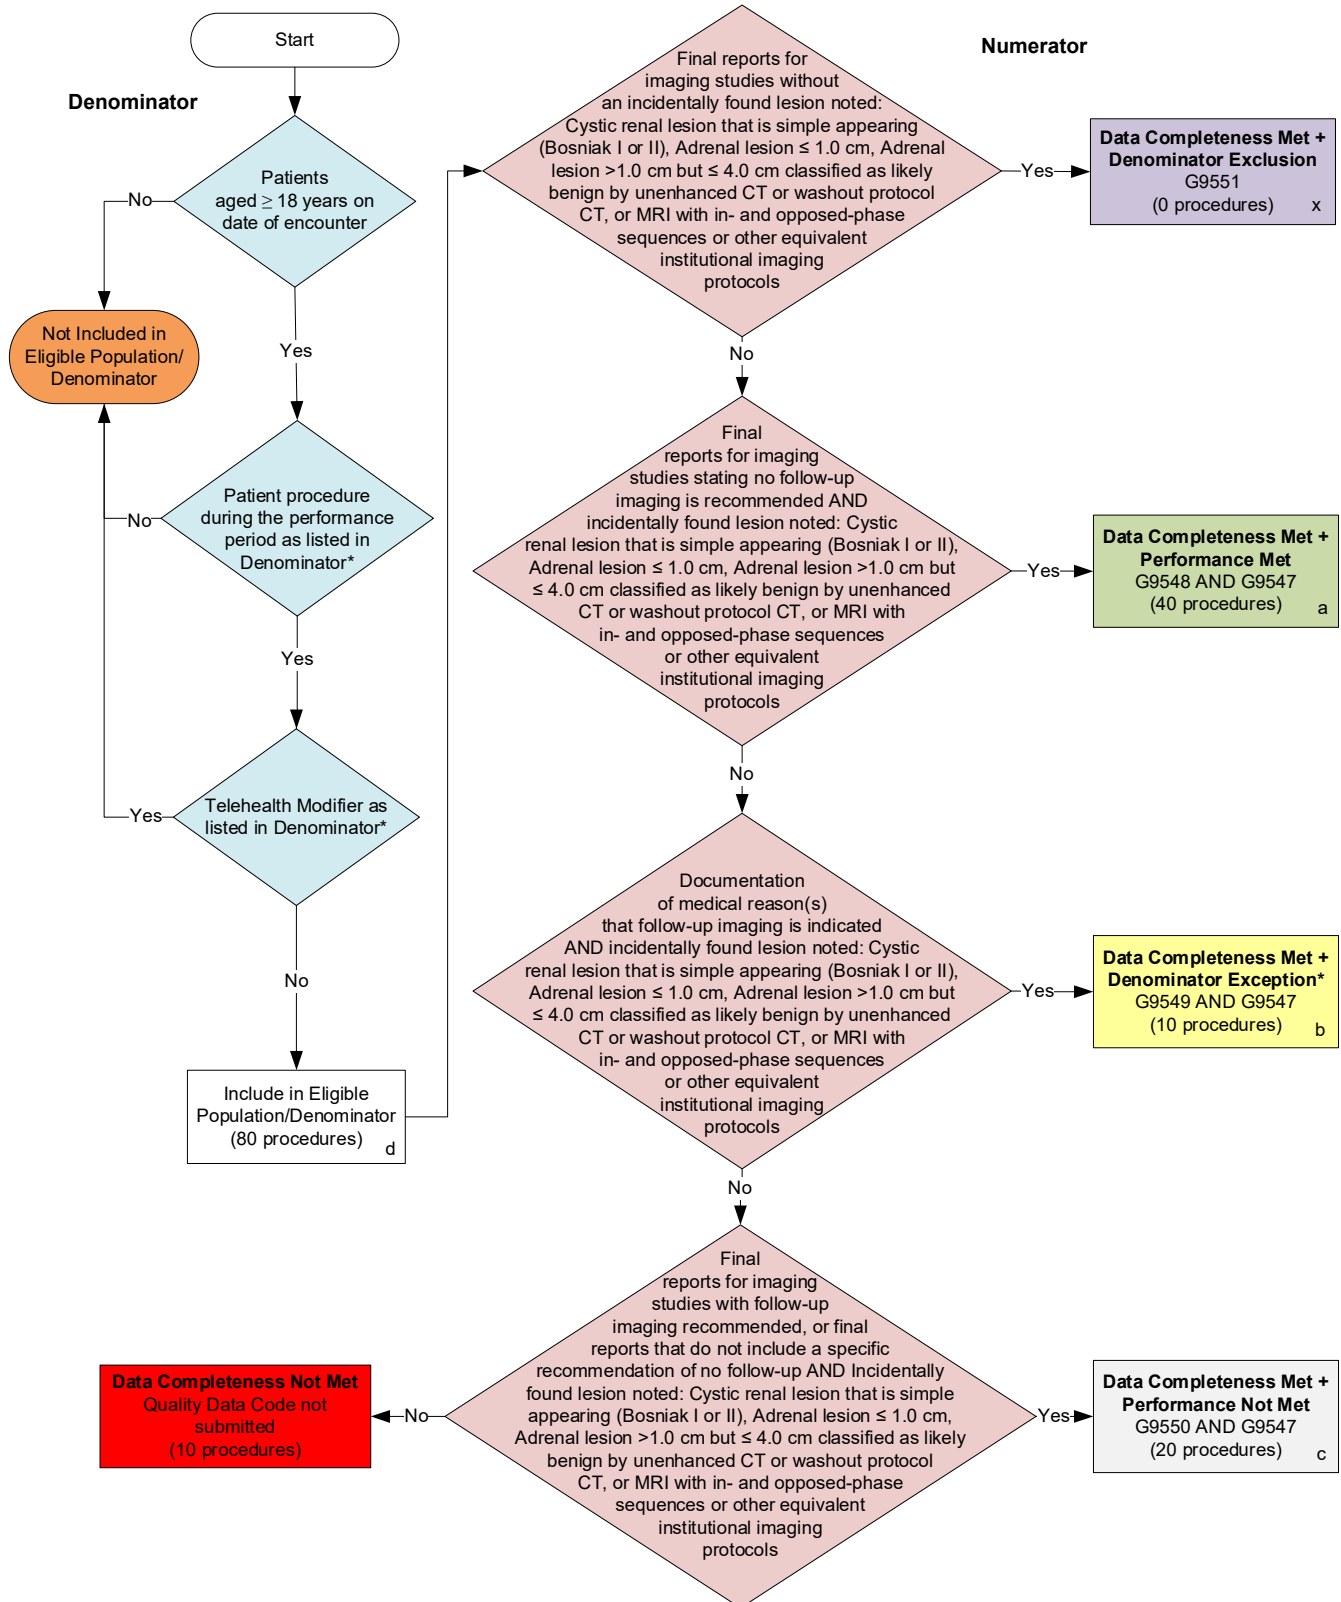 Start
Denominator
Patients
aged ≥ 18 years on
date of encounter
No
Not Included in
Eligible Population/
Denominator
Yes
Patient procedure
during the performance
period as listed in
Denominator*
No
Yes
Telehealth Modifier as
listed in Denominator*
Yes
No
Include in Eligible
Population/Denominator
(80 procedures)
d
Numerator
Final reports for
imaging studies without
an incidentally found lesion noted:
Cystic renal lesion that is simple appearing
(Bosniak I or II), Adrenal lesion ≤ 1.0 cm, Adrenal
lesion >1.0 cm but ≤ 4.0 cm classified as likely
benign by unenhanced CT or washout protocol
CT, or MRI with in- and opposed-phase
sequences or other equivalent
institutional imaging
protocols
Yes
Data Completeness Met +
Denominator Exclusion
G9551
(0 procedures)
x
No
Final
reports for imaging
studies stating no follow-up
imaging is recommended AND
incidentally found lesion noted: Cystic
renal lesion that is simple appearing (Bosniak I or II),
Adrenal lesion ≤ 1.0 cm, Adrenal lesion >1.0 cm but
≤ 4.0 cm classified as likely benign by unenhanced
CT or washout protocol CT, or MRI with
in- and opposed-phase sequences
or other equivalent
institutional imaging
protocols
Yes
Data Completeness Met +
Performance Met
G9548 AND G9547
(40 procedures)
a
No
Documentation
of medical reason(s)
that follow-up imaging is indicated
AND incidentally found lesion noted: Cystic
renal lesion that is simple appearing (Bosniak I or II),
Adrenal lesion ≤ 1.0 cm, Adrenal lesion >1.0 cm but
≤ 4.0 cm classified as likely benign by unenhanced
CT or washout protocol CT, or MRI with
in- and opposed-phase sequences
or other equivalent
institutional imaging
protocols
Yes
Data Completeness Met +
Denominator Exception*
G9549 AND G9547
(10 procedures)
b
No
Final
reports for imaging
studies with follow-up
imaging recommended, or final
reports that do not include a specific
recommendation of no follow-up AND Incidentally
found lesion noted: Cystic renal lesion that is simple
appearing (Bosniak I or II), Adrenal lesion ≤ 1.0 cm,
Adrenal lesion >1.0 cm but ≤ 4.0 cm classified as likely
benign by unenhanced CT or washout protocol
CT, or MRI with in- and opposed-phase
sequences or other equivalent
institutional imaging
protocols
Yes
Data Completeness Met +
Performance Not Met
G9550 AND G9547
(20 procedures)
c
No
Data Completeness Not Met
Quality Data Code not
submitted
(10 procedures)